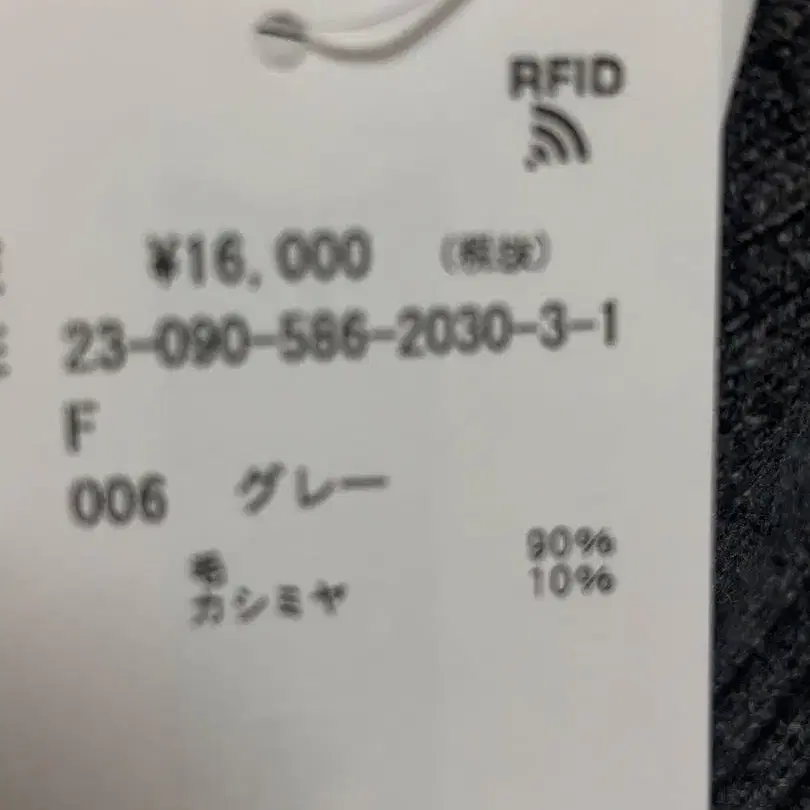 RFID
¥16,000 (税抜)
23-090-586-2030-3-1
F
006 グレー
毛 90%
カシミヤ 10%